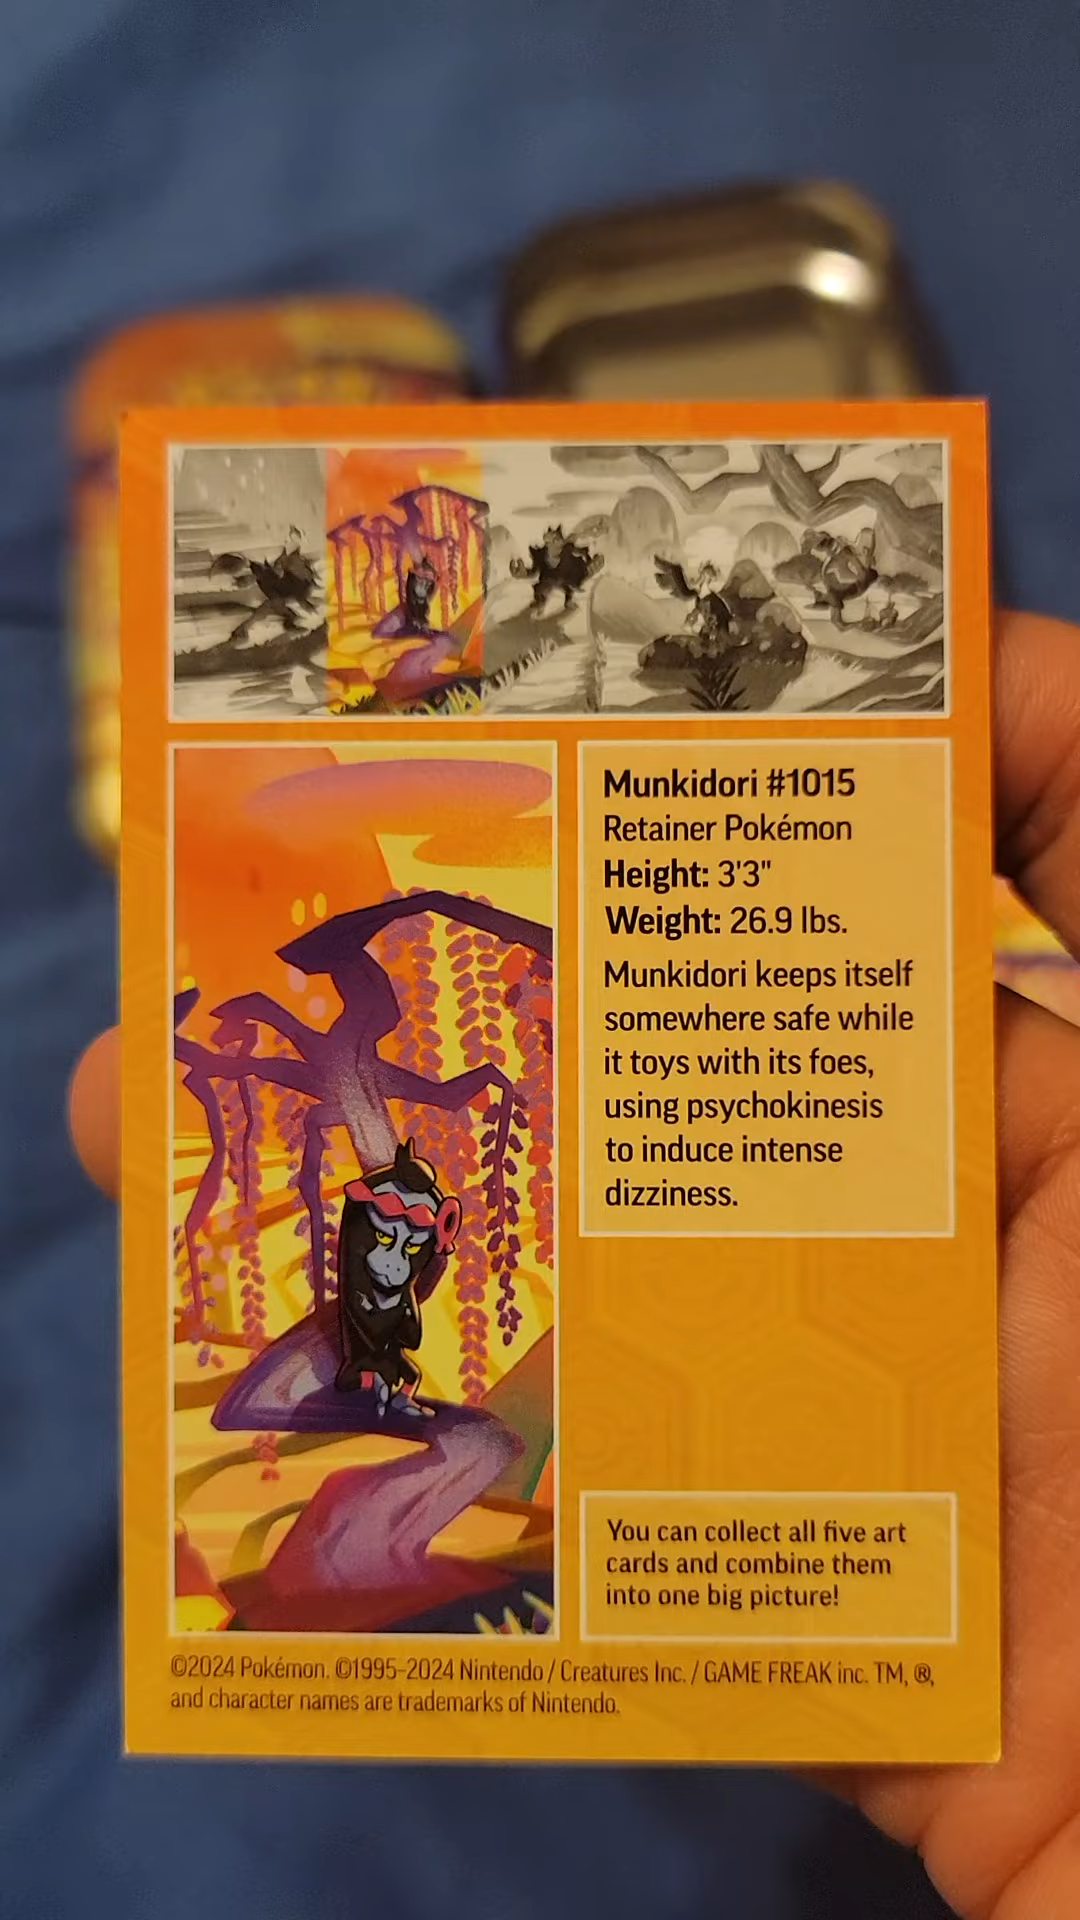 Munkidori #1015
Retainer Pokémon
Height: 3'3"
Weight: 26.9 lbs.
Munkidori keeps itself
somewhere safe while
it toys with its foes,
using psychokinesis
to induce intense
dizziness.
You can collect all five art
cards and combine them
into one big picture!
©2024 Pokémon. ©1995–2024 Nintendo / Creatures Inc. / GAME FREAK inc. TM, ®,
and character names are trademarks of Nintendo.